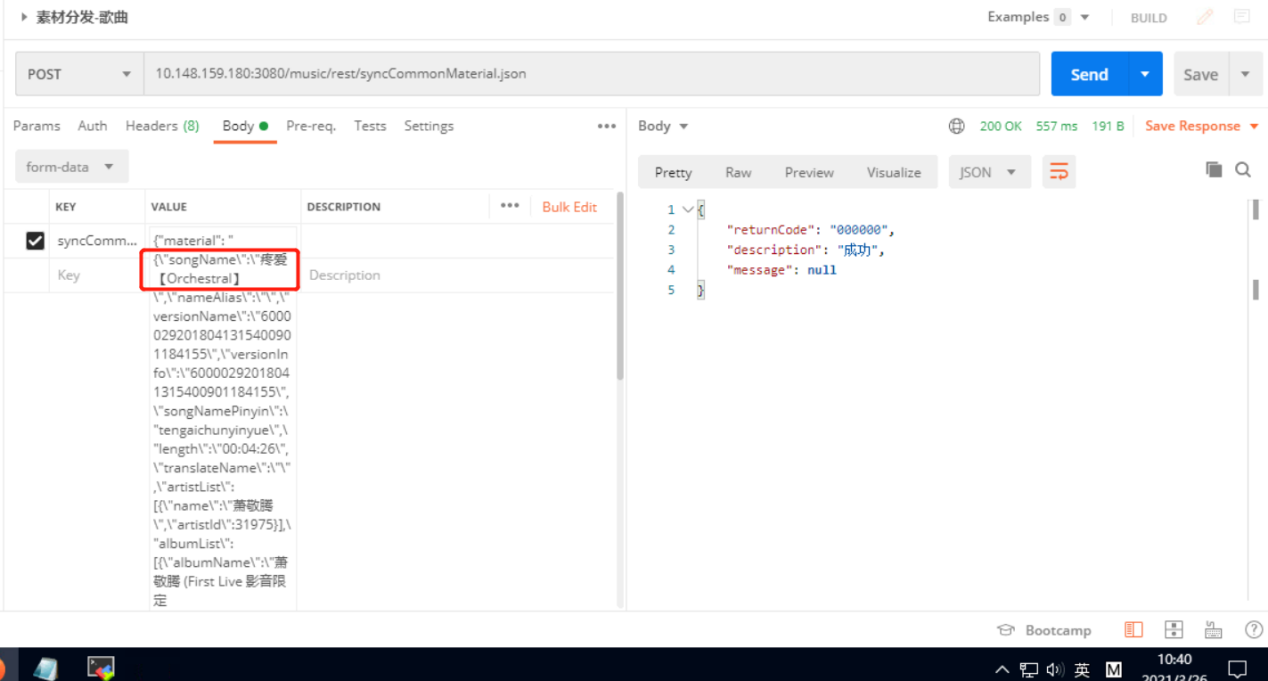 素材分发-歌曲
Examples 0
BUILD
POST
10.148.159.180:3080/music/rest/syncCommonMaterial.json
Send
Save
Params Auth Headers (8) Body Pre-req. Tests Settings
form-data
KEY VALUE DESCRIPTION Bulk Edit
syncComm...
{"material": "
{\"songName\":\"疼爱
【Orchestral】
\",\"nameAlias\":\"\",\"
versionName\":\"6000
029201804131540090
1184155\",\"versionIn
fo\":\"6000029201804
1315400901184155\",
\"songNamePinyin\":\
"tengaichunyinyue\",\
"length\":\"00:04:26\",
\"translateName\":\"\"
,\"artistList\":
[{\"name\":\"萧敬腾
\",\"artistId\":31975}],\
"albumList\":
[{\"albumName\":\"萧
敬腾 (First Live 影音限
定
Key
Description
Body
200 OK 557 ms 191 B Save Response
Pretty Raw Preview Visualize JSON
1 {
2 "returnCode": "000000",
3 "description": "成功",
4 "message": null
5 }
Bootcamp
英
M
10:40
2021/3/26